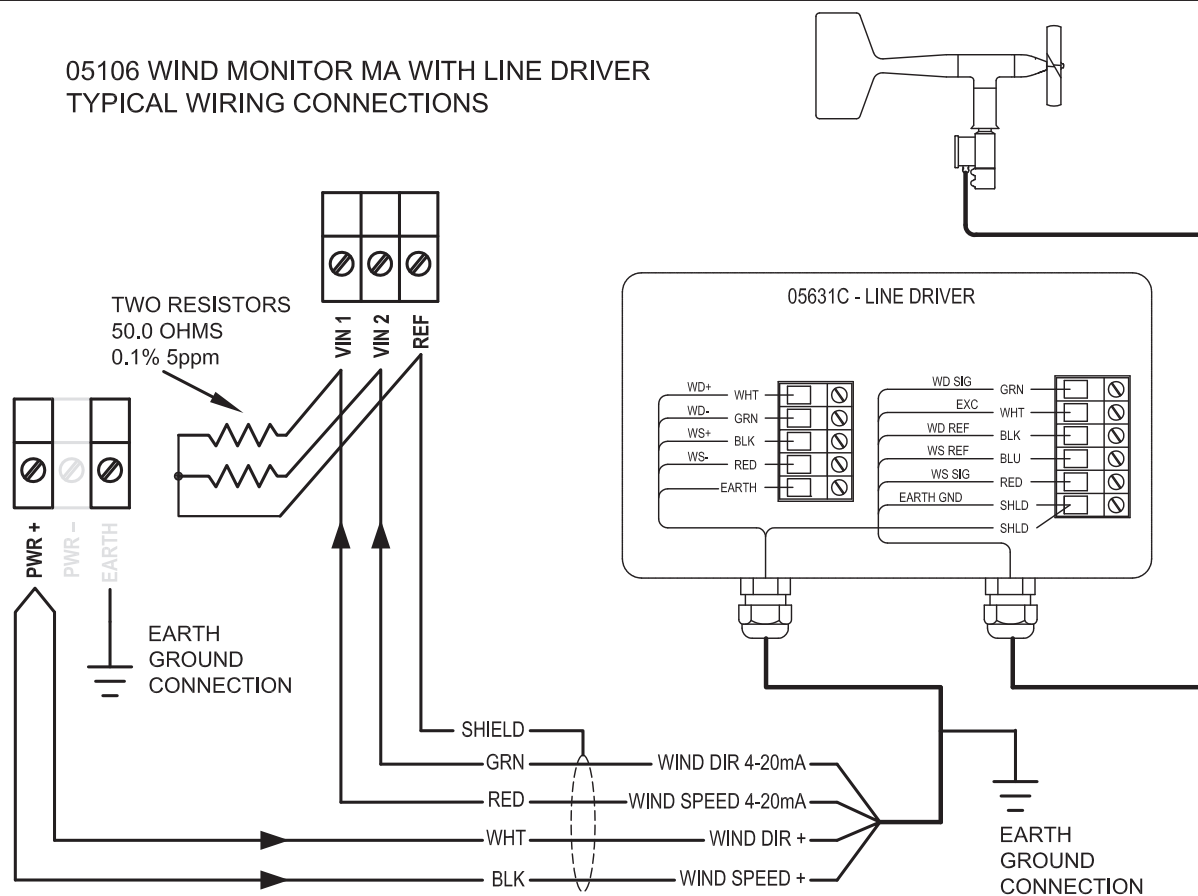 05106 WIND MONITOR MA WITH LINE DRIVER
TYPICAL WIRING CONNECTIONS
TWO RESISTORS
50.0 OHMS
0.1% 5ppm
VIN 1
VIN 2
REF
PWR +
PWR –
EARTH
EARTH
GROUND
CONNECTION
05631C - LINE DRIVER
WD+ WHT
WD- GRN
WS+ BLK
WS- RED
EARTH
WD SIG GRN
EXC WHT
WD REF BLK
WS REF BLU
WS SIG RED
EARTH GND SHLD
SHLD
SHIELD
GRN WIND DIR 4-20mA
RED WIND SPEED 4-20mA
WHT WIND DIR +
BLK WIND SPEED +
EARTH
GROUND
CONNECTION